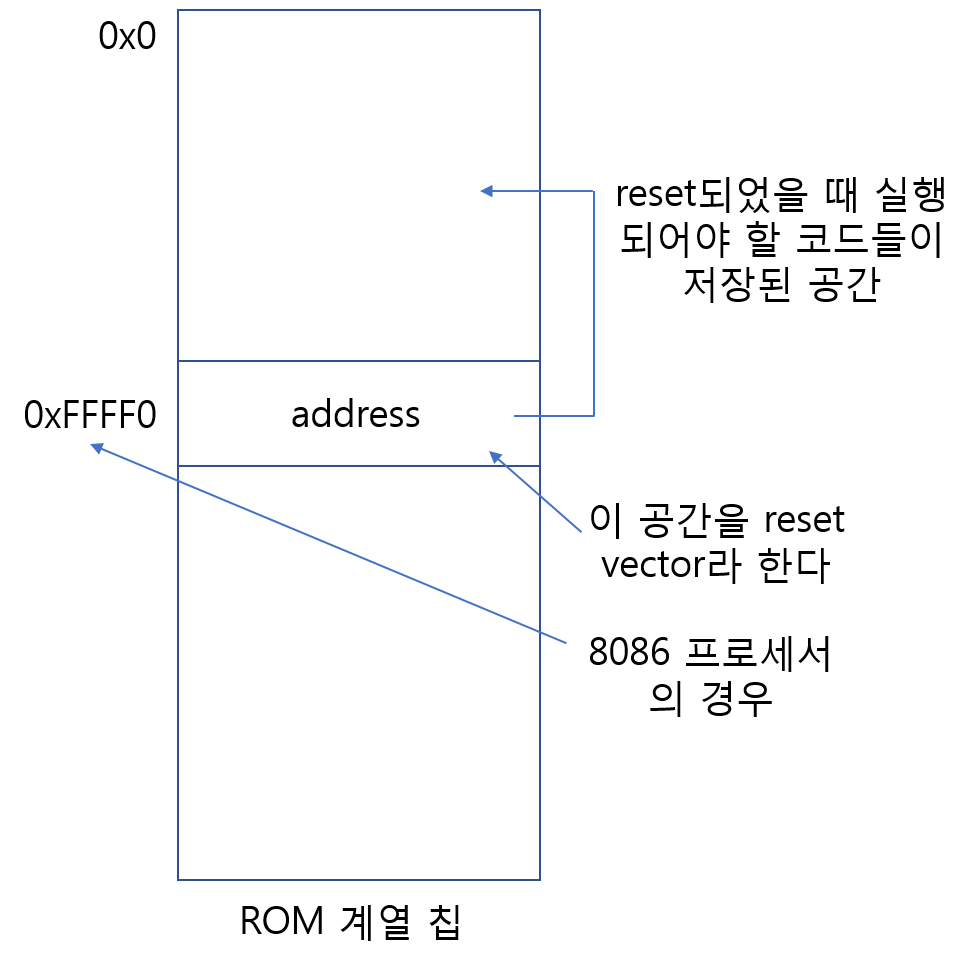 0x0
reset되었을 때 실행
되어야 할 코드들이
저장된 공간
0xFFFF0
address
이 공간을 reset
vector라 한다
8086 프로세서
의 경우
ROM 계열 칩